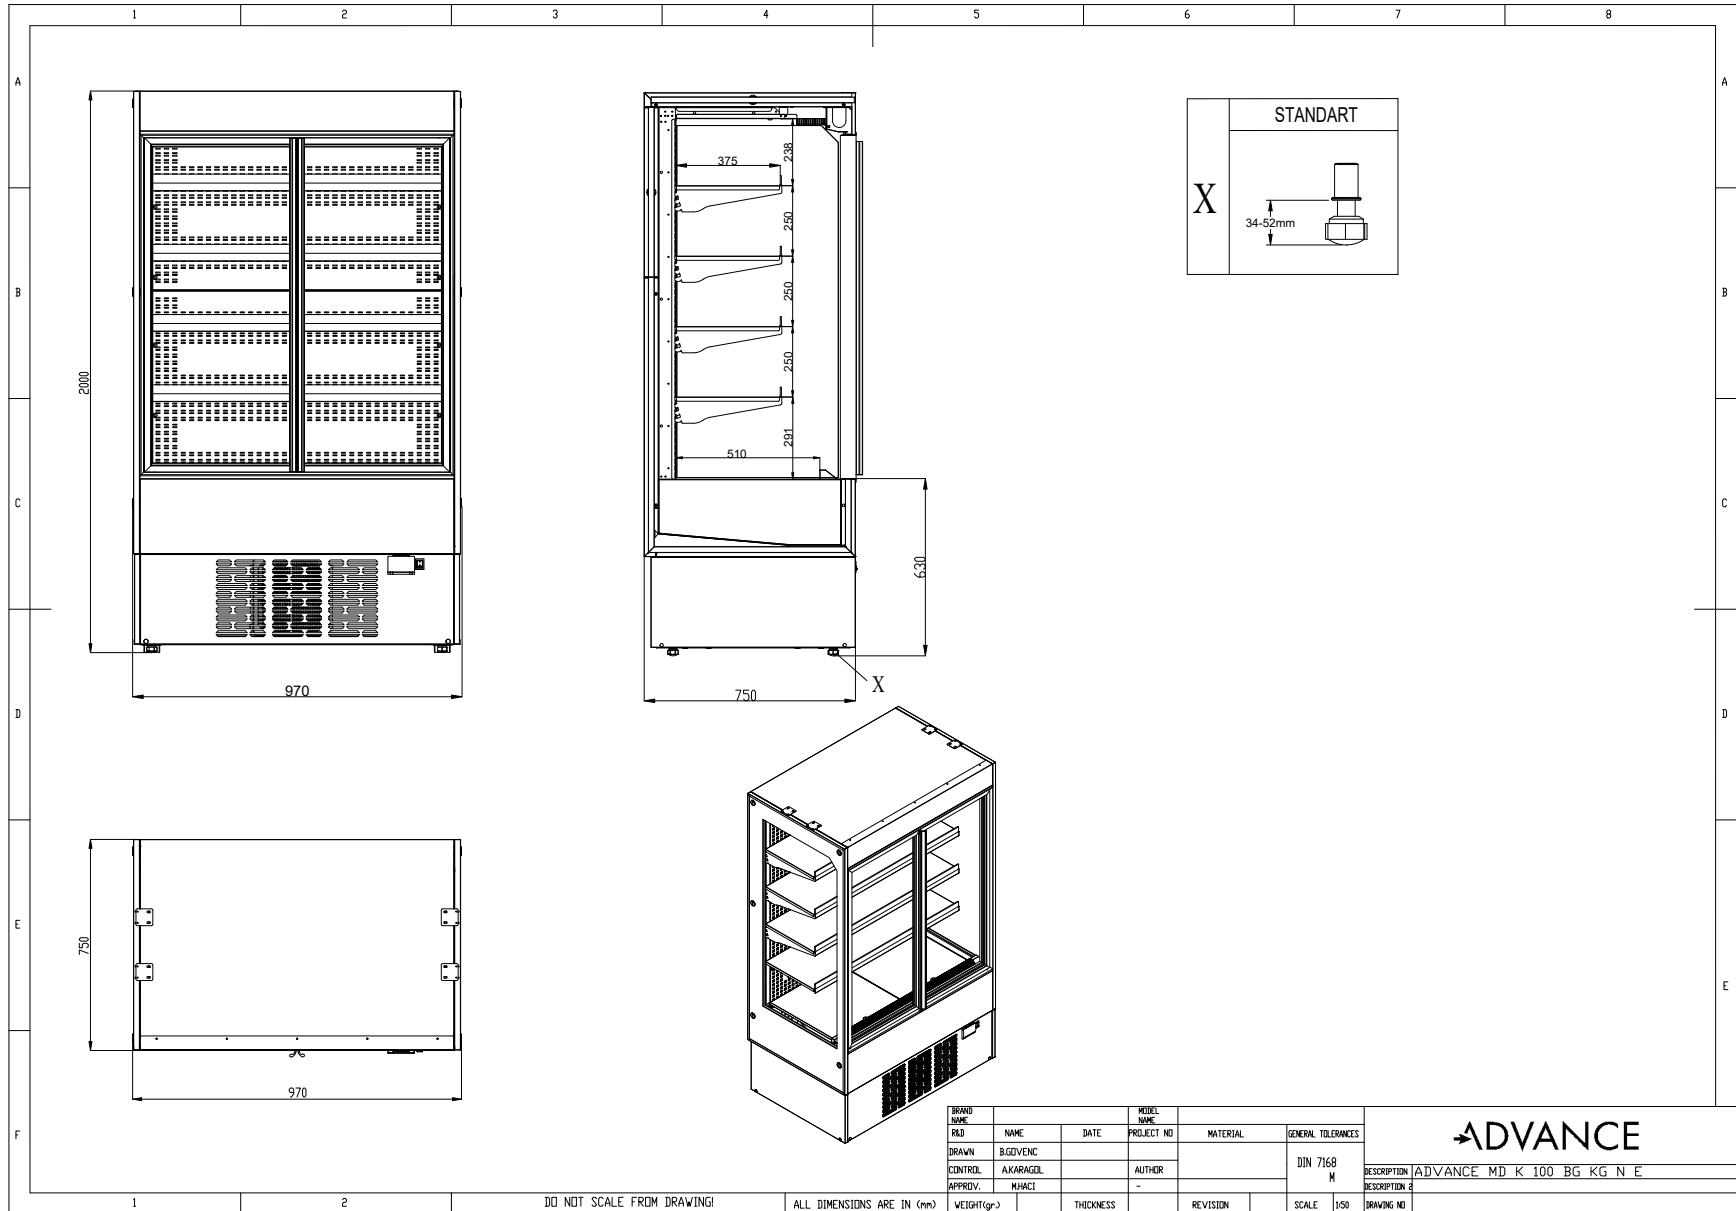 1 2 3 4 5 6 7 8
A A
B B
C C
D D
E E
F
2000
970
375
238
250
250
250
291
510
630
750
X
STANDART
X
34-52mm
750
970
BRAND NAME MODEL NAME
R&D NAME DATE PROJECT NO MATERIAL GENERAL TOLERANCES
DRAWN B.GÖVENC
CONTROL A.KARAGOL AUTHOR
APPROV. M.HACI -
DIN 7168
M
ADVANCE
DESCRIPTION ADVANCE MD K 100 BG KG N E
DESCRIPTION 2
1 2 DO NOT SCALE FROM DRAWING! ALL DIMENSIONS ARE IN (mm) WEIGHT(gr.) THICKNESS REVISION SCALE 1:50 DRAWING NO